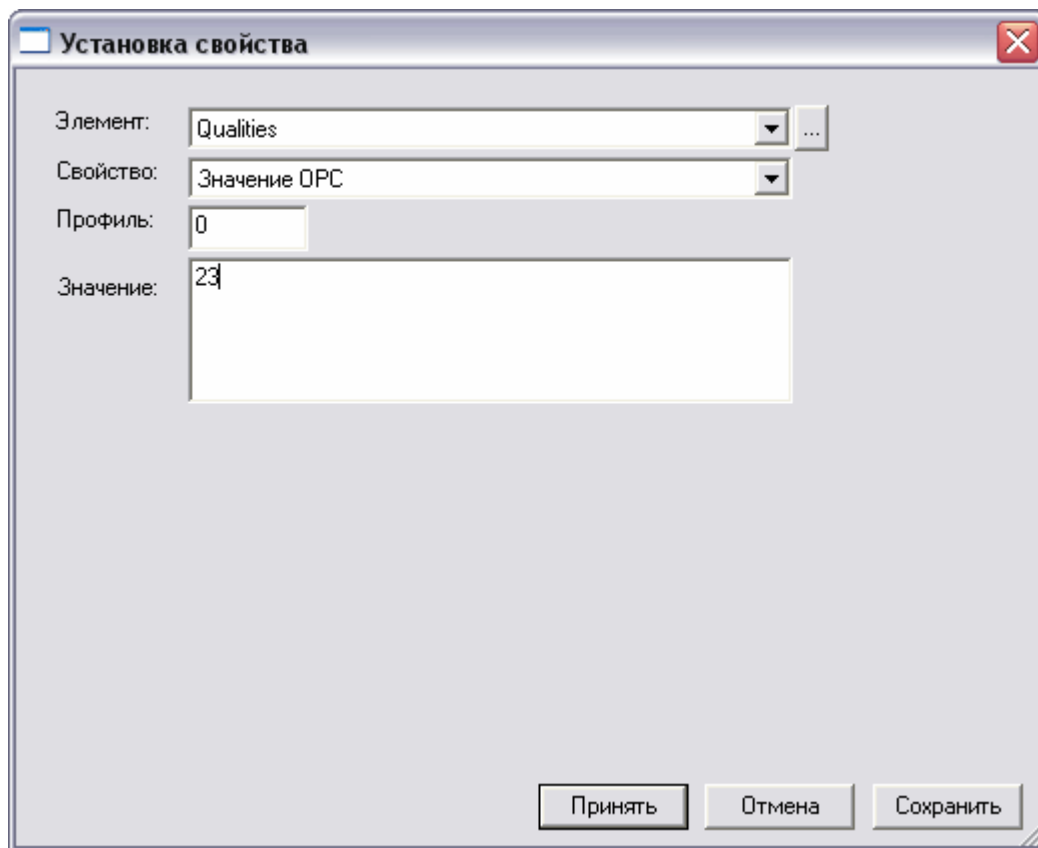 Установка свойства
Элемент: Qualities ...
Свойство: Значение OPC
Профиль: 0
Значение: 23
Принять Отмена Сохранить